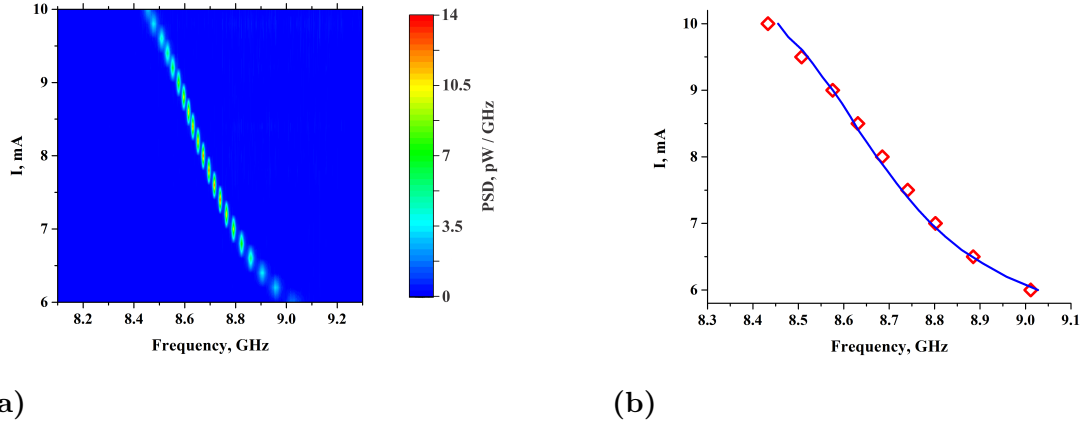 10
9
8
7
6
I, mA
8.2 8.4 8.6 8.8 9.0 9.2
Frequency, GHz
14
10.5
7
3.5
0
PSD, pW / GHz
a)
10
9
8
7
6
I, mA
8.3 8.4 8.5 8.6 8.7 8.8 8.9 9.0 9.1
Frequency, GHz
(b)